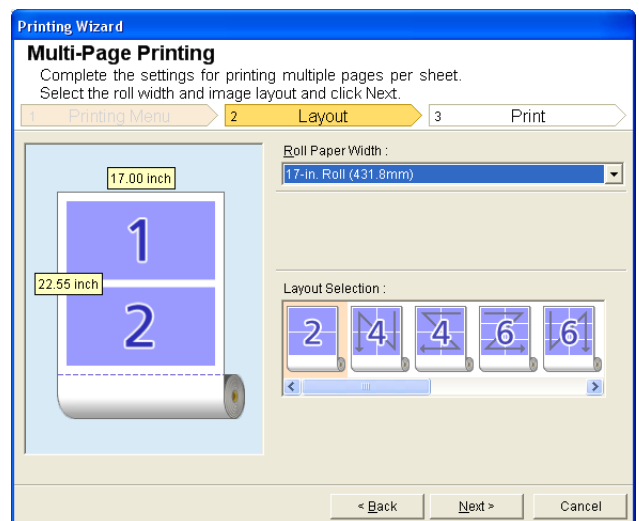 Printing Wizard
Multi-Page Printing
Complete the settings for printing multiple pages per sheet.
Select the roll width and image layout and click Next.
1 Printing Menu 2 Layout 3 Print
Roll Paper Width :
17-in. Roll (431.8mm)
17.00 inch
1
22.55 inch
2
Layout Selection :
2 4 4 6 6
< Back Next > Cancel